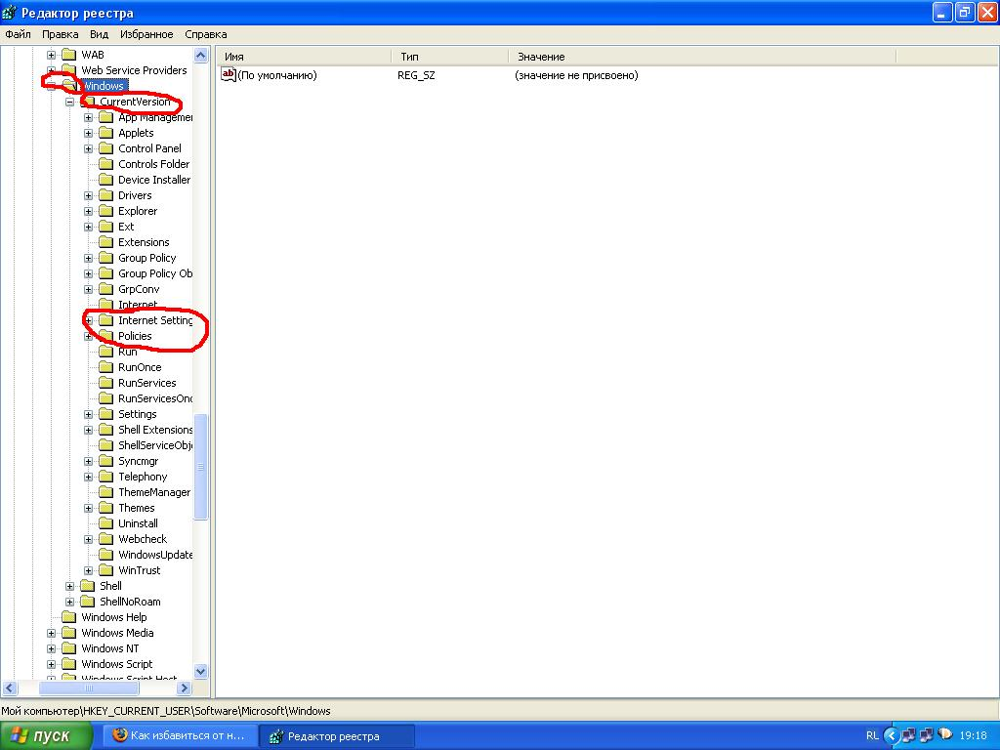 Редактор реестра
Файл Правка Вид Избранное Справка
WAB
Web Service Providers
Windows
CurrentVersion
App Managemer
Applets
Control Panel
Controls Folder
Device Installer
Drivers
Explorer
Ext
Extensions
Group Policy
Group Policy Ob
GrpConv
Internet
Internet Setting
Policies
Run
RunOnce
RunServices
RunServicesOnc
Settings
Shell Extensions
ShellServiceObj
Syncmgr
Telephony
ThemeManager
Themes
Uninstall
Webcheck
WindowsUpdate
WinTrust
Shell
ShellNoRoam
Windows Help
Windows Media
Windows NT
Windows Script
Windows Script Host
Имя Тип Значение
ab (По умолчанию) REG_SZ (значение не присвоено)
Мой компьютер\HKEY_CURRENT_USER\Software\Microsoft\Windows
пуск Как избавиться от н... Редактор реестра RL 19:18